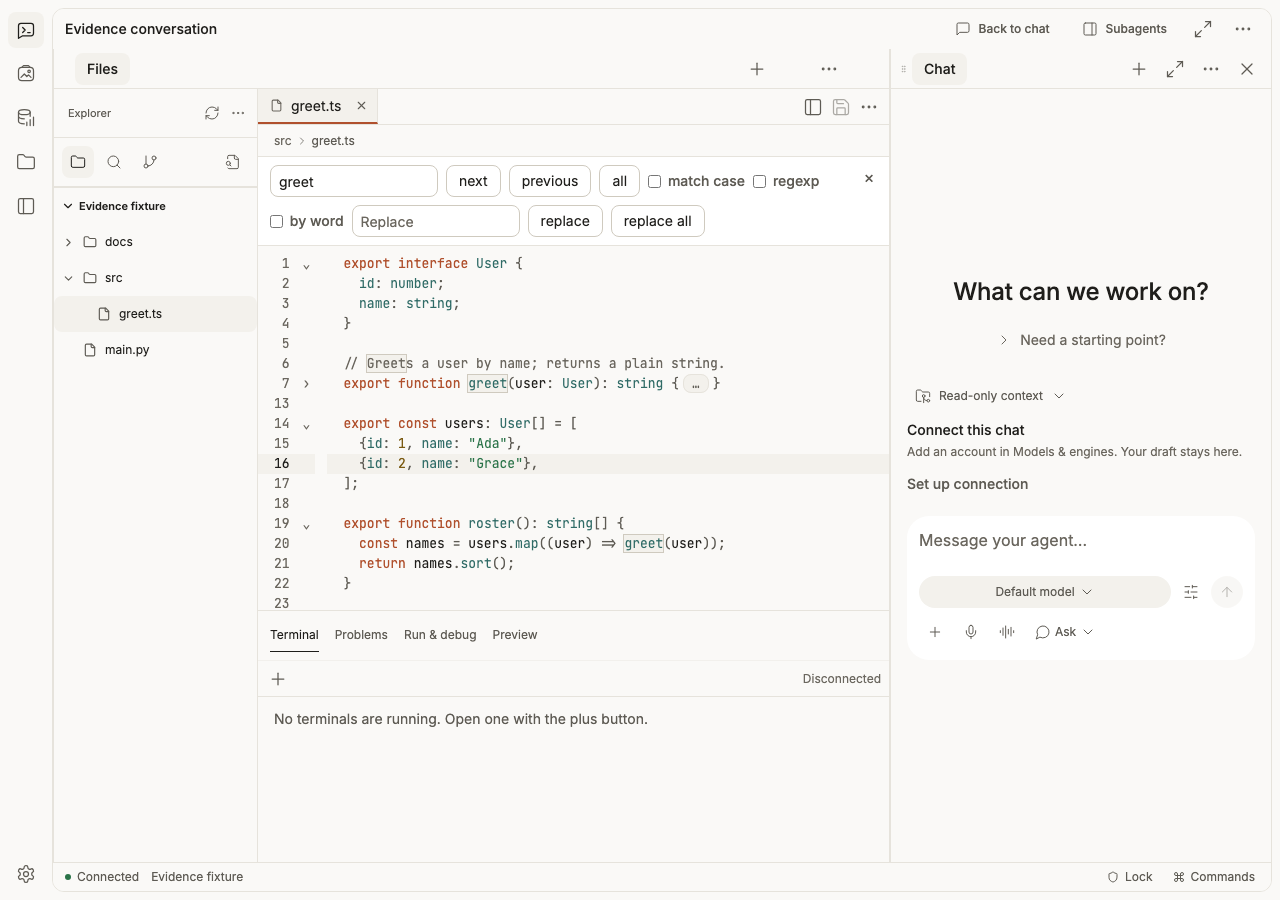 Evidence conversation
Back to chat
Subagents
Files
Chat
Explorer
Evidence fixture
docs
src
greet.ts
main.py
greet.ts
src > greet.ts
greet
next
previous
all
match case
regexp
by word
Replace
replace
replace all
1 export interface User {
2 id: number;
3 name: string;
4 }
5
6 // Greets a user by name; returns a plain string.
7 export function greet(user: User): string { … }
13
14 export const users: User[] = [
15 {id: 1, name: "Ada"},
16 {id: 2, name: "Grace"},
17 ];
18
19 export function roster(): string[] {
20 const names = users.map((user) => greet(user));
21 return names.sort();
22 }
23
Terminal
Problems
Run & debug
Preview
Disconnected
No terminals are running. Open one with the plus button.
What can we work on?
Need a starting point?
Read-only context
Connect this chat
Add an account in Models & engines. Your draft stays here.
Set up connection
Message your agent...
Default model
Ask
Connected
Evidence fixture
Lock
⌘ Commands